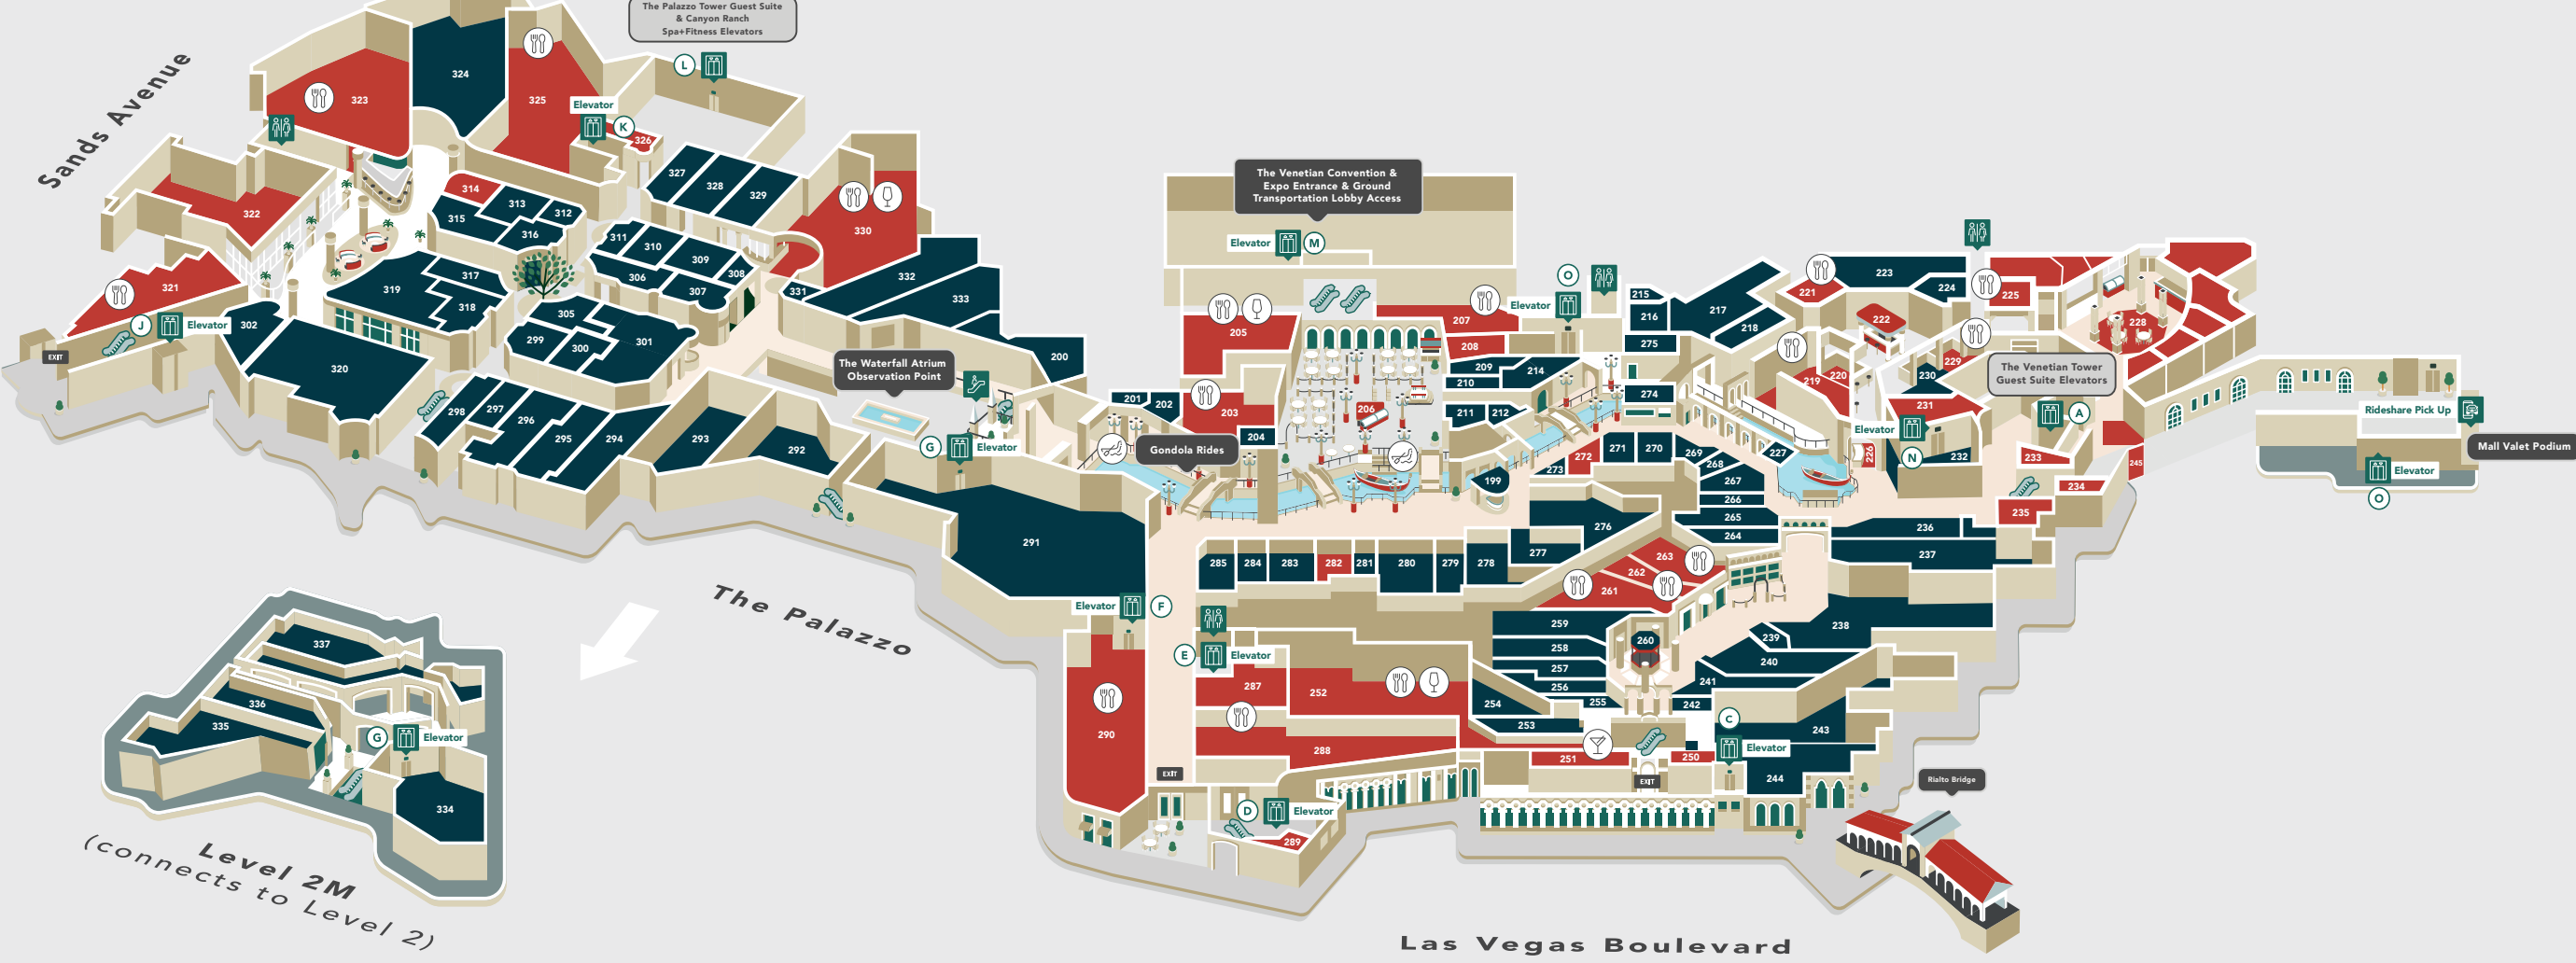 The Palazzo Tower Guest Suite
& Canyon Ranch
Spa+Fitness Elevators
L
Sands Avenue
323
324
325
Elevator
K
326
322
314
313
312
315
316
327
328
329
330
311
310
309
308
306
307
331
332
333
321
J
Elevator
EXIT
302
319
317
318
305
299
300
301
320
298
297
296
295
294
293
292
200
The Waterfall Atrium
Observation Point
G
Elevator
291
The Venetian Convention &
Expo Entrance & Ground
Transportation Lobby Access
Elevator
M
205
207
208
209
210
214
211
212
201
202
203
204
206
Gondola Rides
199
O
Elevator
215
216
217
218
275
274
273
272
271
270
269
268
267
266
265
264
227
226
221
223
224
225
222
219
220
229
230
231
228
The Venetian Tower
Guest Suite Elevators
A
Elevator
N
232
233
234
235
245
236
237
Rideshare Pick Up
Mall Valet Podium
Elevator
O
276
277
278
279
280
281
282
283
284
285
263
262
261
260
259
258
257
256
255
254
253
238
239
240
241
242
243
244
C
Elevator
250
251
EXIT
Elevator
F
E
Elevator
287
252
288
290
EXIT
D
Elevator
289
Rialto Bridge
The Palazzo
337
336
335
334
G
Elevator
Level 2M
(connects to Level 2)
Las Vegas Boulevard